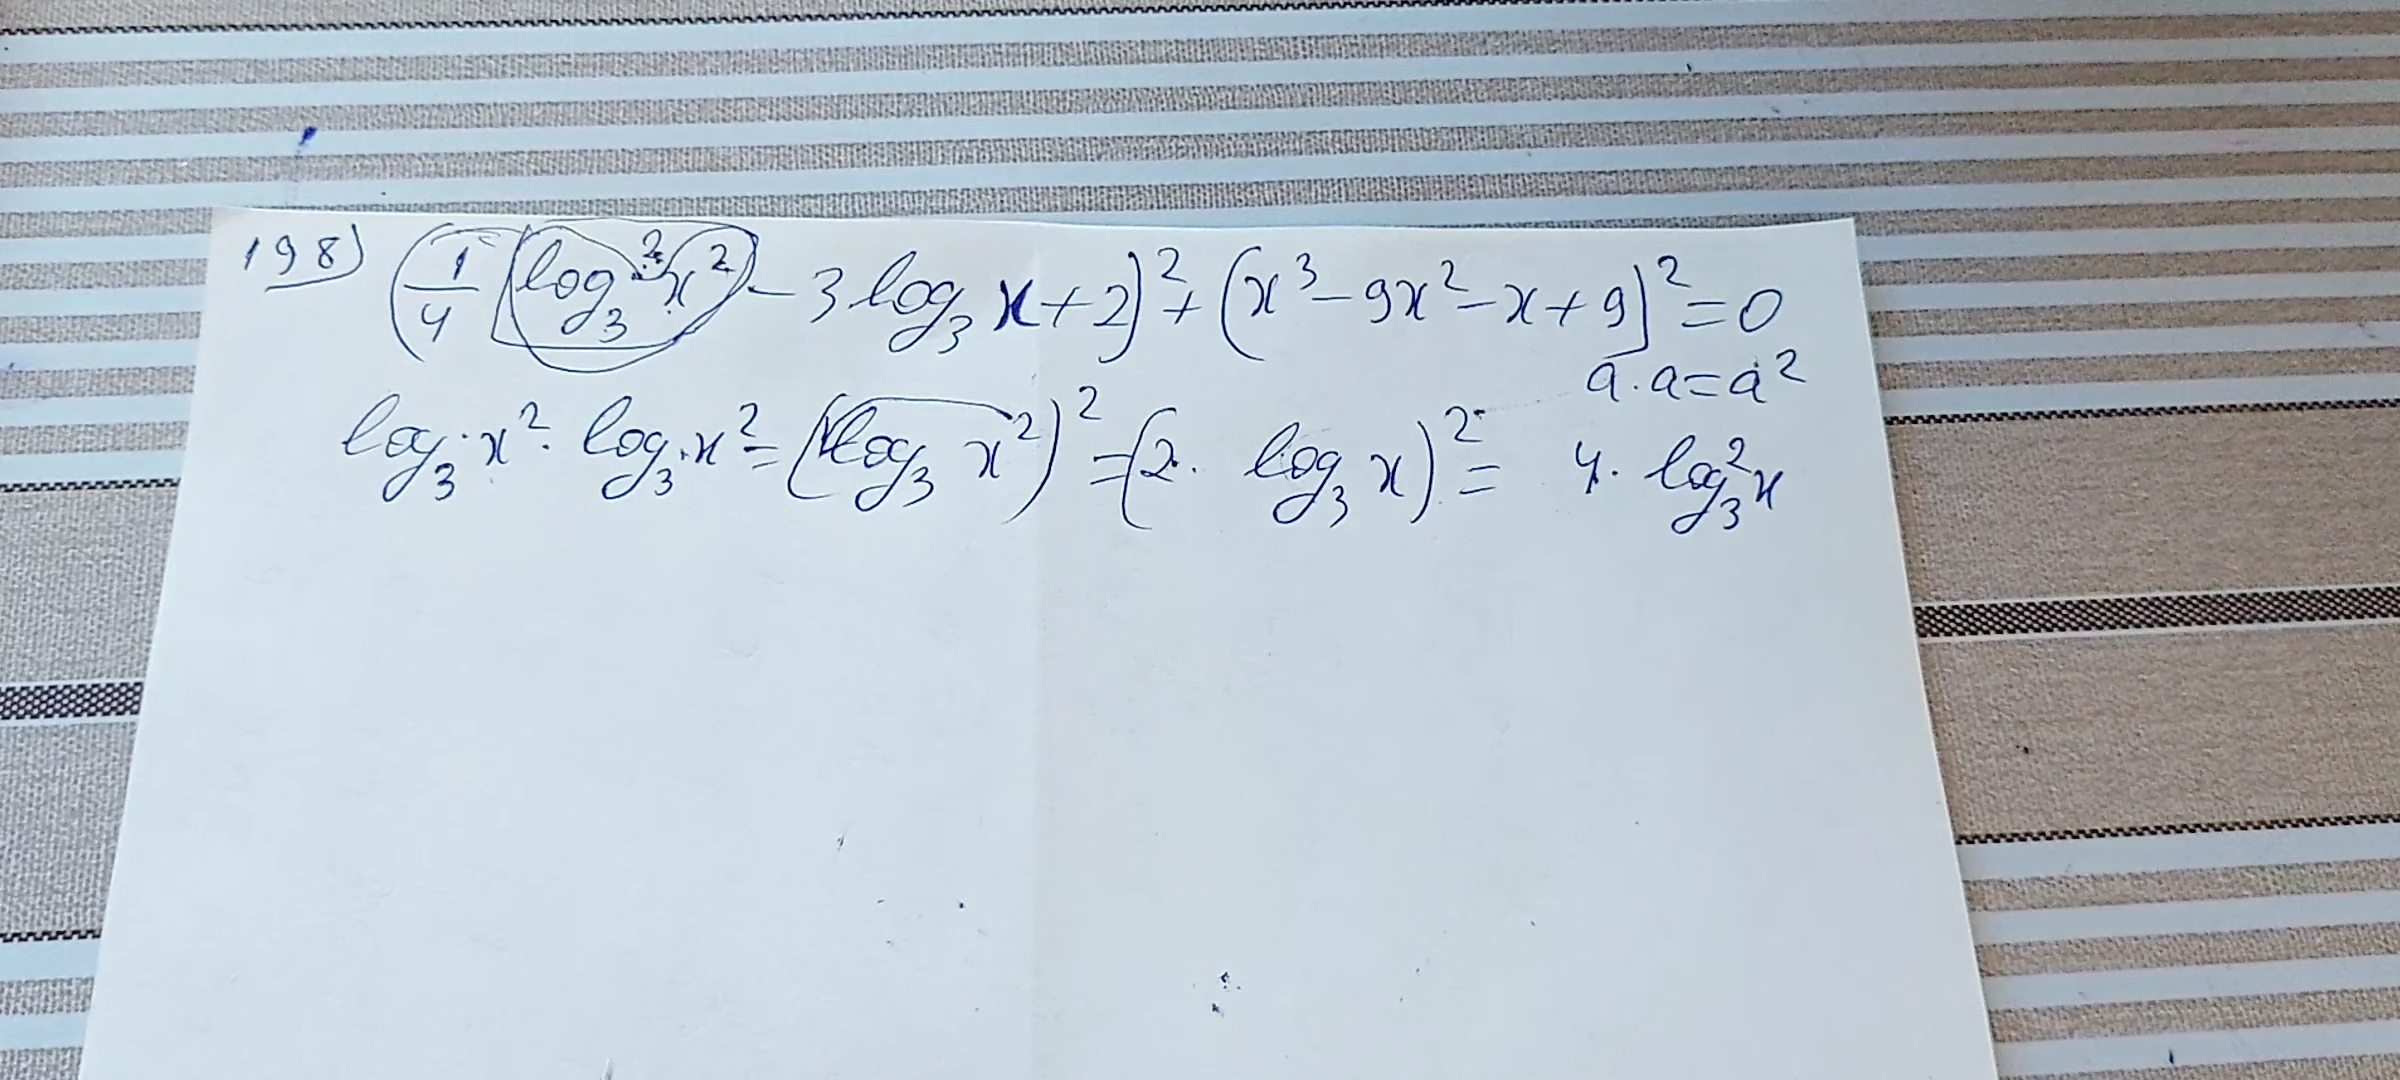 198) (1/4 log₃² x² - 3 log₃ x + 2)² + (x³ - 9x² - x + 9)² = 0
a · a = a²
log₃ · x² · log₃ · x² = (log₃ x²)² = (2 · log₃ x)² = 4 · log₃² x